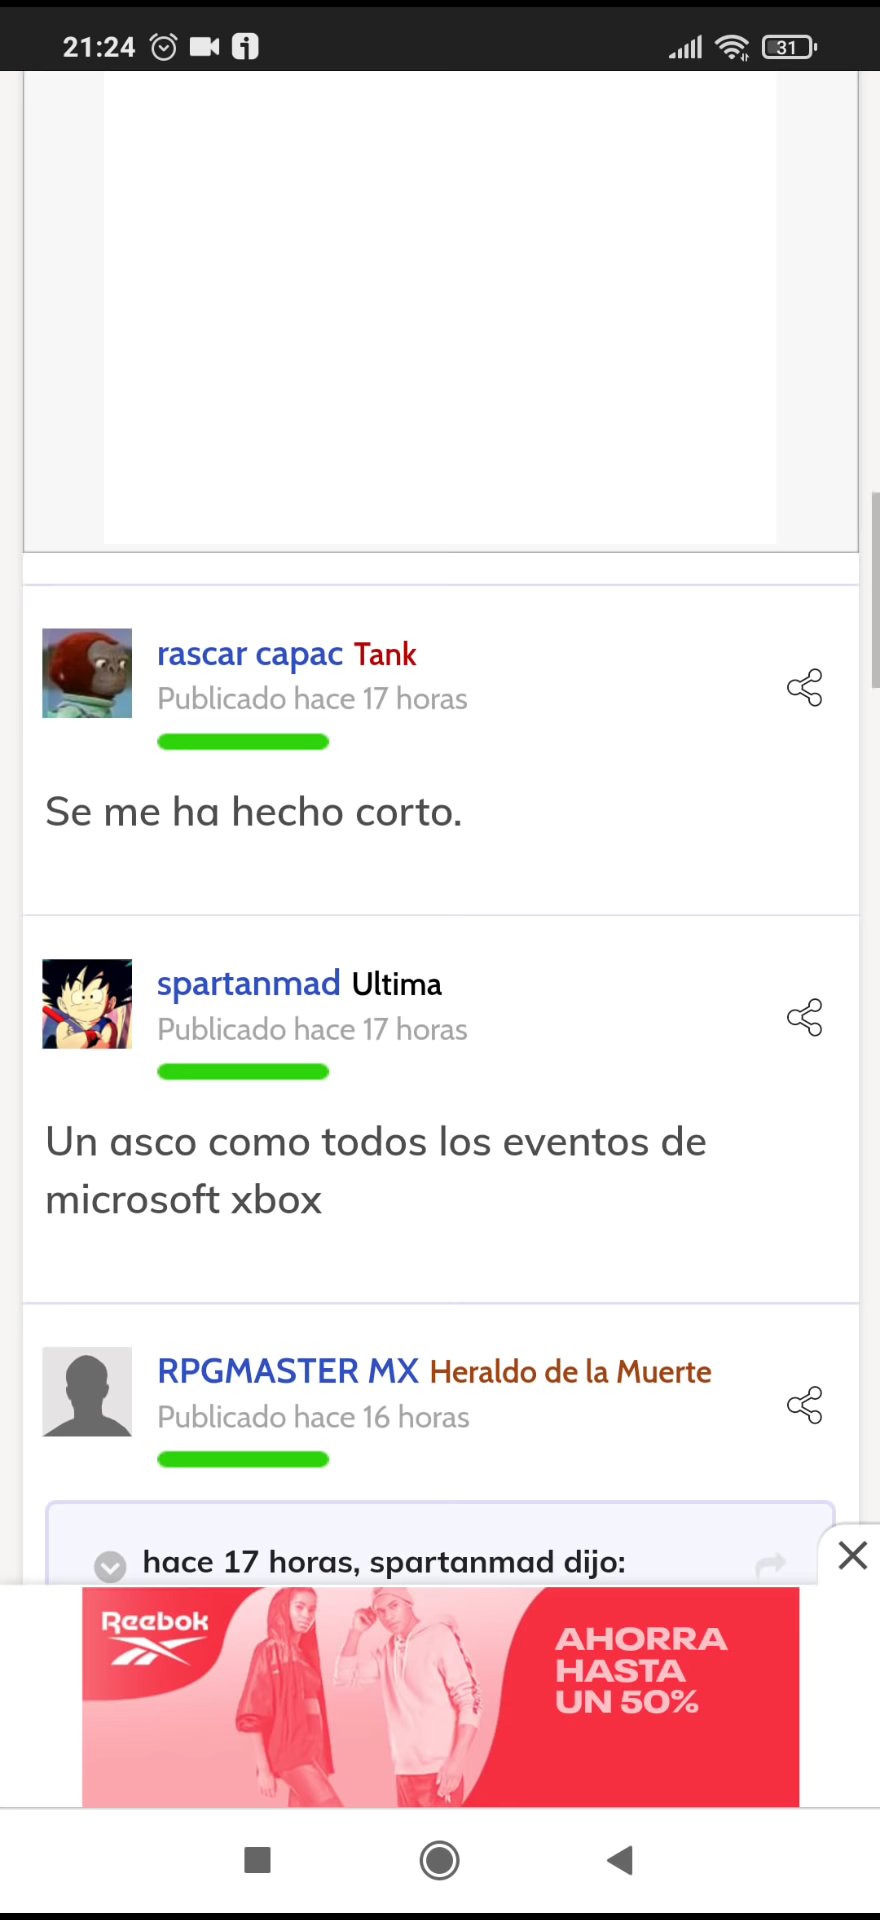 21:24
31
rascar capac Tank
Publicado hace 17 horas
Se me ha hecho corto.
spartanmad Ultima
Publicado hace 17 horas
Un asco como todos los eventos de
microsoft xbox
RPGMASTER MX Heraldo de la Muerte
Publicado hace 16 horas
hace 17 horas, spartanmad dijo:
Reebok
AHORRA
HASTA
UN 50%